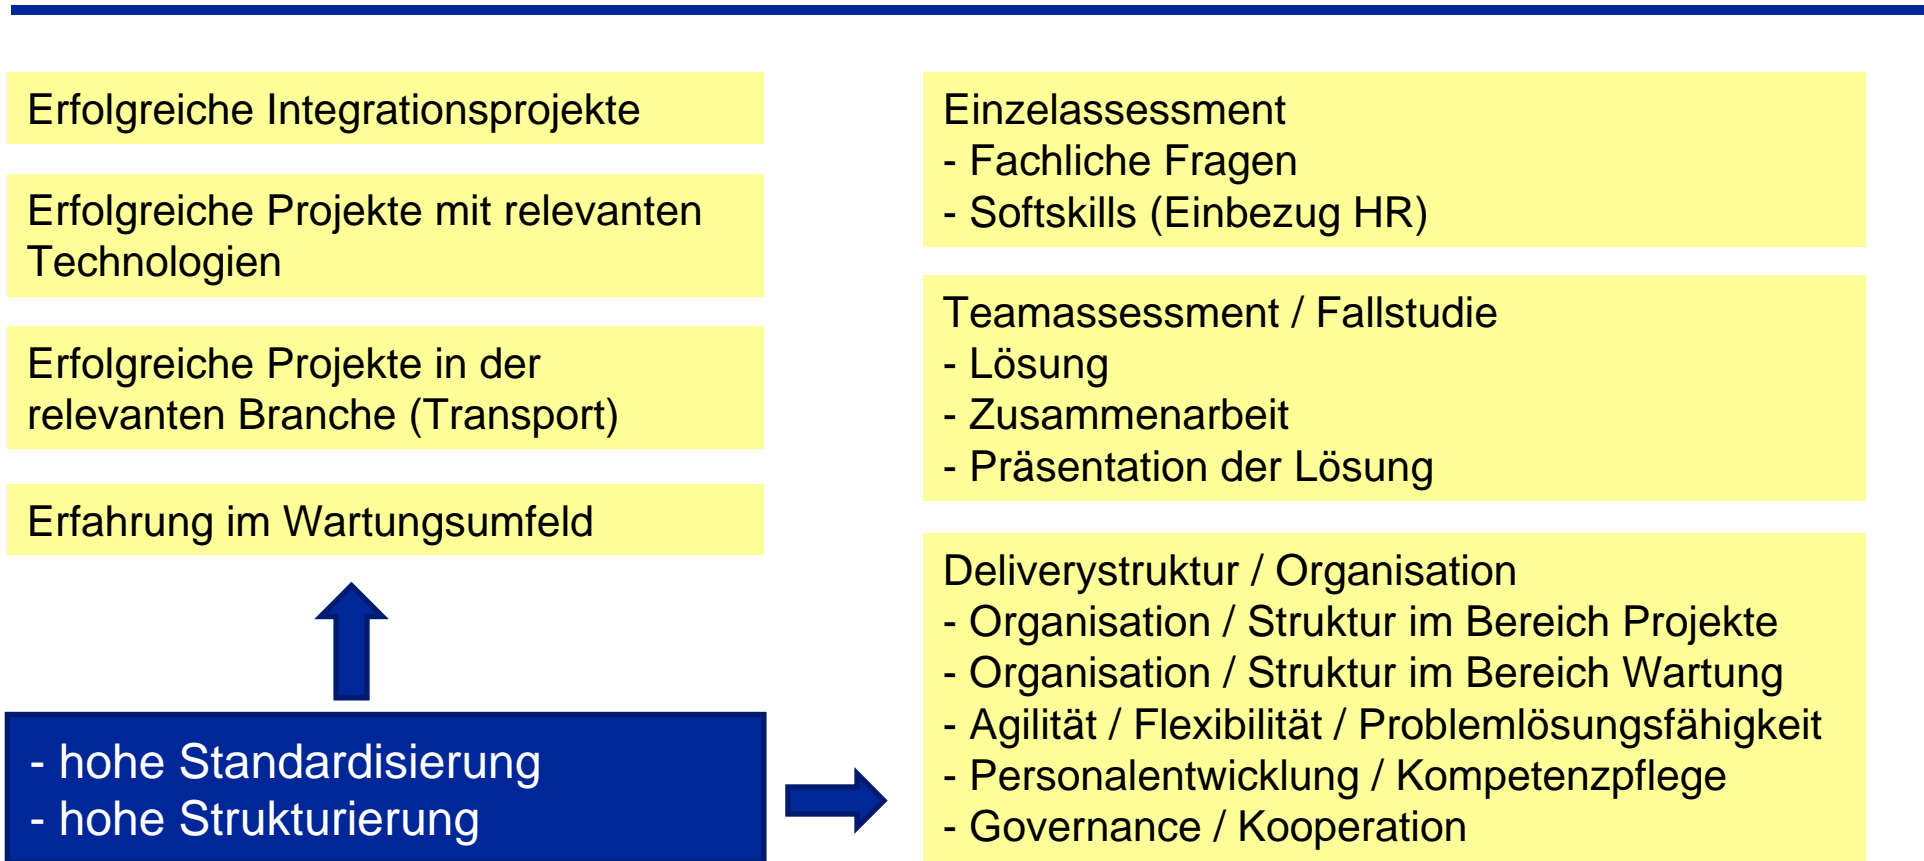 Erfolgreiche Integrationsprojekte
Erfolgreiche Projekte mit relevanten
Technologien
Erfolgreiche Projekte in der
relevanten Branche (Transport)
Erfahrung im Wartungsumfeld
- hohe Standardisierung
- hohe Strukturierung
Einzelassessment
- Fachliche Fragen
- Softskills (Einbezug HR)
Teamassessment / Fallstudie
- Lösung
- Zusammenarbeit
- Präsentation der Lösung
Deliverystruktur / Organisation
- Organisation / Struktur im Bereich Projekte
- Organisation / Struktur im Bereich Wartung
- Agilität / Flexibilität / Problemlösungsfähigkeit
- Personalentwicklung / Kompetenzpflege
- Governance / Kooperation